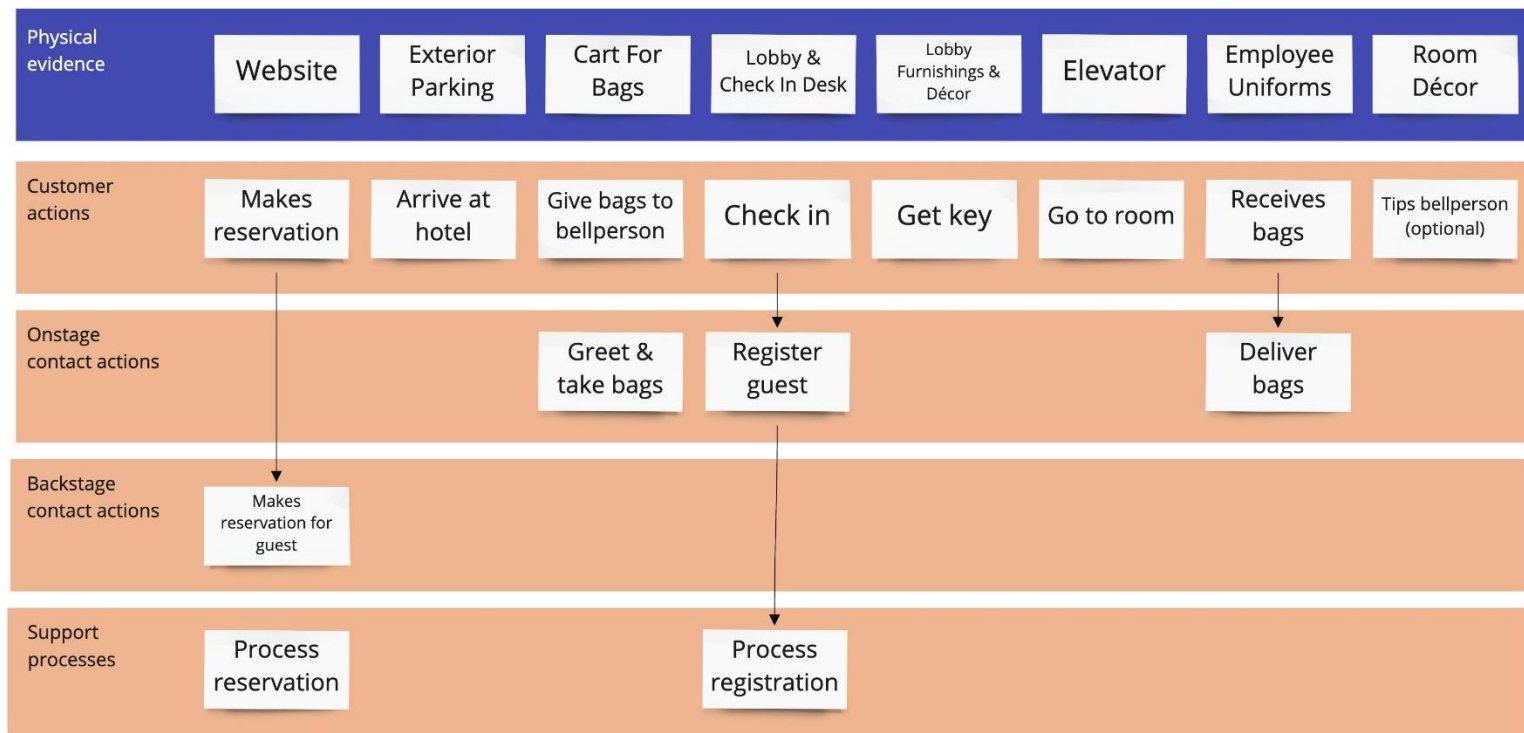 Physical
evidence
Website
Exterior
Parking
Cart For
Bags
Lobby &
Check In Desk
Lobby
Furnishings &
Décor
Elevator
Employee
Uniforms
Room
Décor
Customer
actions
Makes
reservation
Arrive at
hotel
Give bags to
bellperson
Check in
Get key
Go to room
Receives
bags
Tips bellperson
(optional)
Onstage
contact actions
Greet &
take bags
Register
guest
Deliver
bags
Backstage
contact actions
Makes
reservation for
guest
Support
processes
Process
reservation
Process
registration